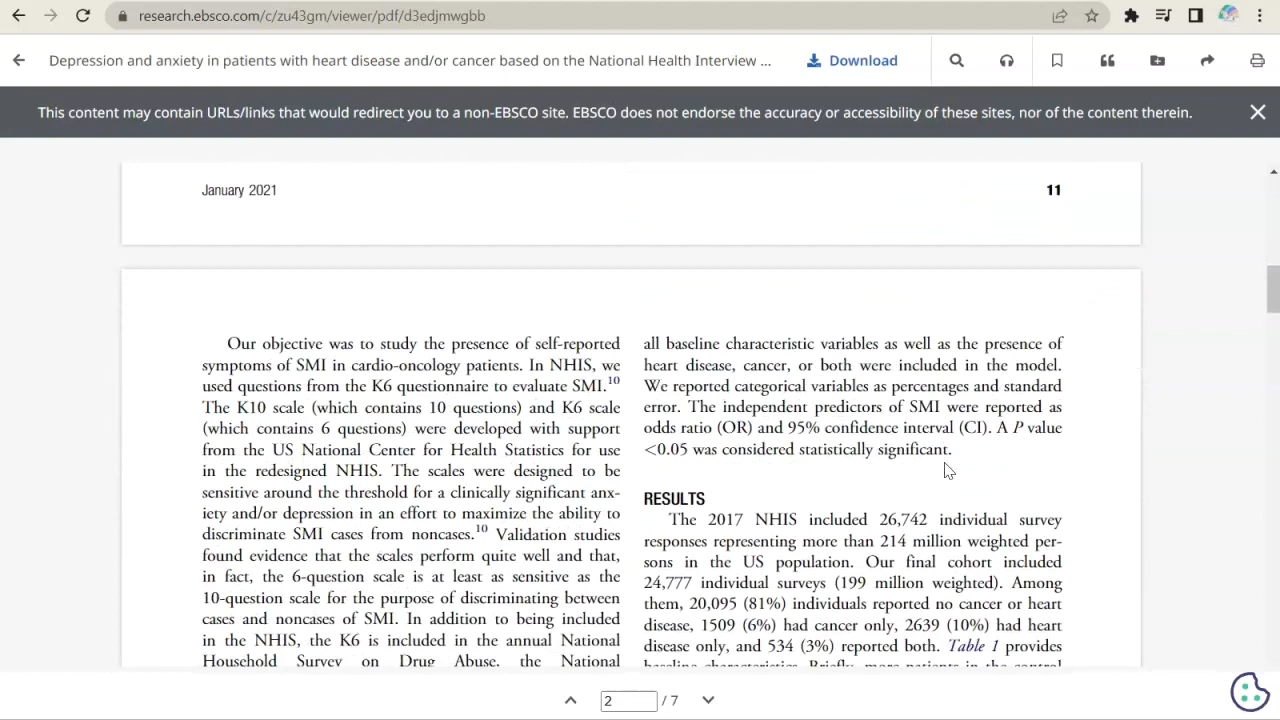 research.ebsco.com/c/zu43gm/viewer/pdf/d3edjmwgbb
Depression and anxiety in patients with heart disease and/or cancer based on the National Health Interview ...
Download
This content may contain URLs/links that would redirect you to a non-EBSCO site. EBSCO does not endorse the accuracy or accessibility of these sites, nor of the content therein.
January 2021
11
Our objective was to study the presence of self-reported
symptoms of SMI in cardio-oncology patients. In NHIS, we
used questions from the K6 questionnaire to evaluate SMI.10
The K10 scale (which contains 10 questions) and K6 scale
(which contains 6 questions) were developed with support
from the US National Center for Health Statistics for use
in the redesigned NHIS. The scales were designed to be
sensitive around the threshold for a clinically significant anx-
iety and/or depression in an effort to maximize the ability to
discriminate SMI cases from noncases.10 Validation studies
found evidence that the scales perform quite well and that,
in fact, the 6-question scale is at least as sensitive as the
10-question scale for the purpose of discriminating between
cases and noncases of SMI. In addition to being included
in the NHIS, the K6 is included in the annual National
Household Survey on Drug Abuse, the National
all baseline characteristic variables as well as the presence of
heart disease, cancer, or both were included in the model.
We reported categorical variables as percentages and standard
error. The independent predictors of SMI were reported as
odds ratio (OR) and 95% confidence interval (CI). A P value
<0.05 was considered statistically significant.
RESULTS
The 2017 NHIS included 26,742 individual survey
responses representing more than 214 million weighted per-
sons in the US population. Our final cohort included
24,777 individual surveys (199 million weighted). Among
them, 20,095 (81%) individuals reported no cancer or heart
disease, 1509 (6%) had cancer only, 2639 (10%) had heart
disease only, and 534 (3%) reported both. Table 1 provides
baseline characteristics. Briefly, more patients in the control
2 / 7